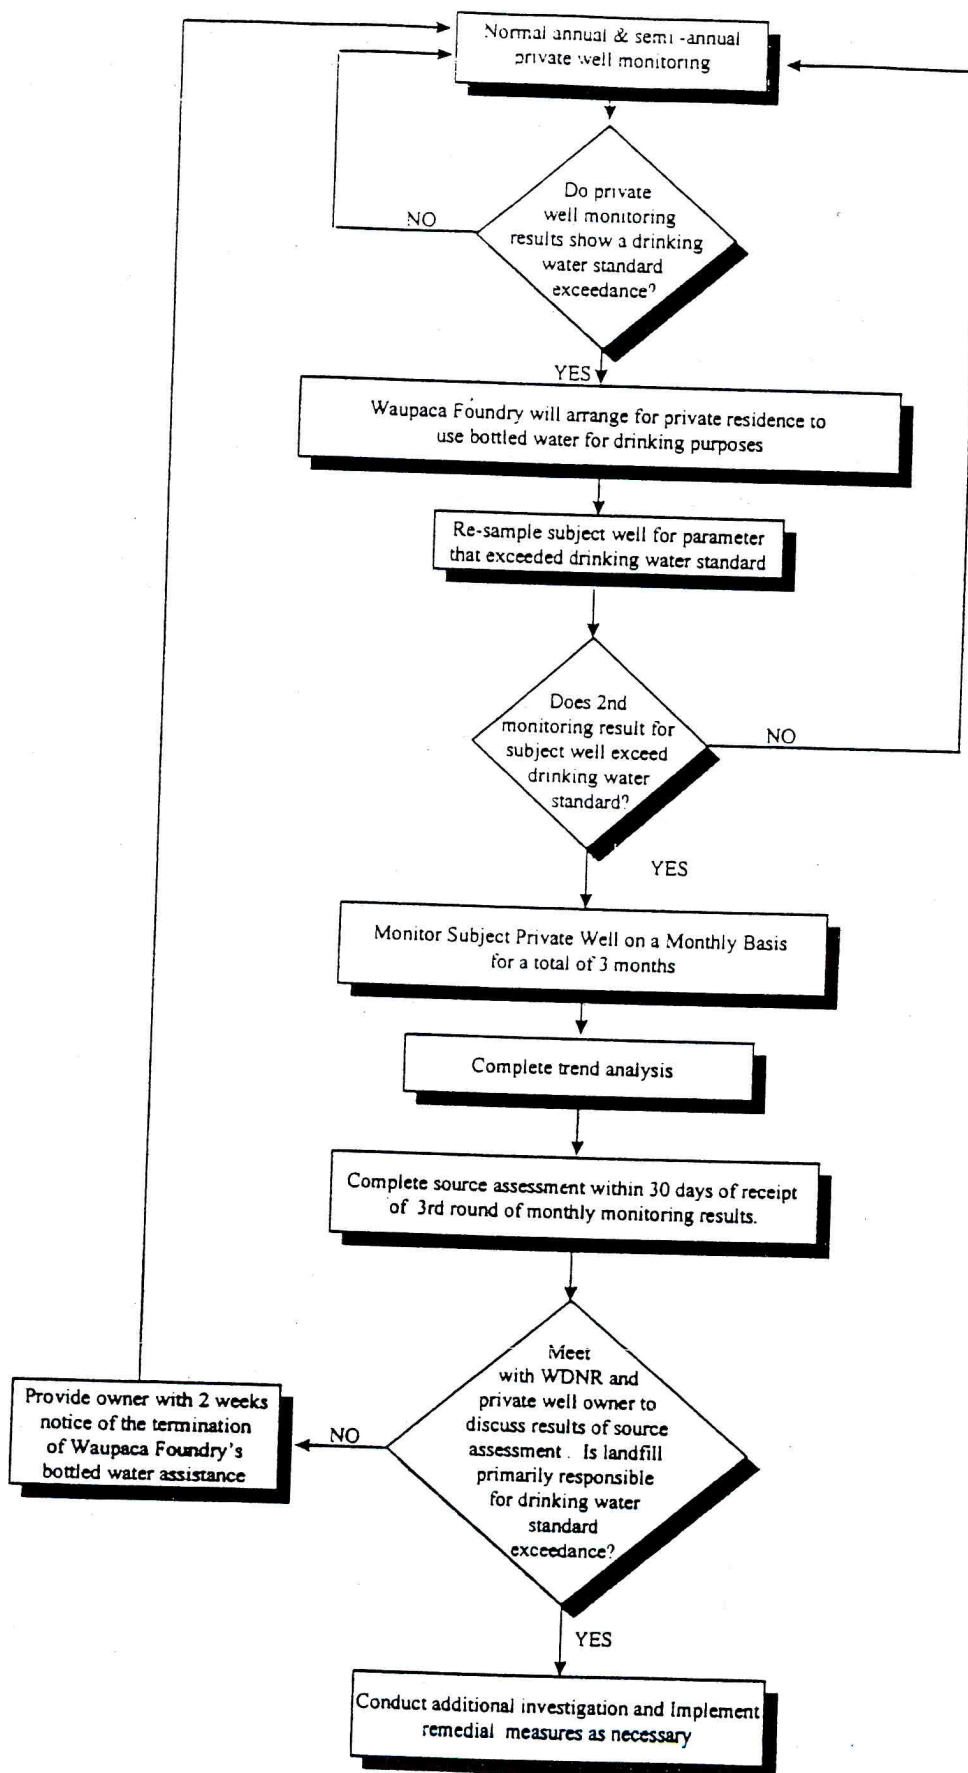 Normal annual & semi -annual
private well monitoring
Do private
well monitoring
results show a drinking
water standard
exceedance?
NO
YES
Waupaca Foundry will arrange for private residence to
use bottled water for drinking purposes
Re-sample subject well for parameter
that exceeded drinking water standard
Does 2nd
monitoring result for
subject well exceed
drinking water
standard?
NO
YES
Monitor Subject Private Well on a Monthly Basis
for a total of 3 months
Complete trend analysis
Complete source assessment within 30 days of receipt
of 3rd round of monthly monitoring results.
Meet
with WDNR and
private well owner to
discuss results of source
assessment . Is landfill
primarily responsible
for drinking water
standard
exceedance?
NO
Provide owner with 2 weeks
notice of the termination
of Waupaca Foundry's
bottled water assistance
YES
Conduct additional investigation and Implement
remedial measures as necessary